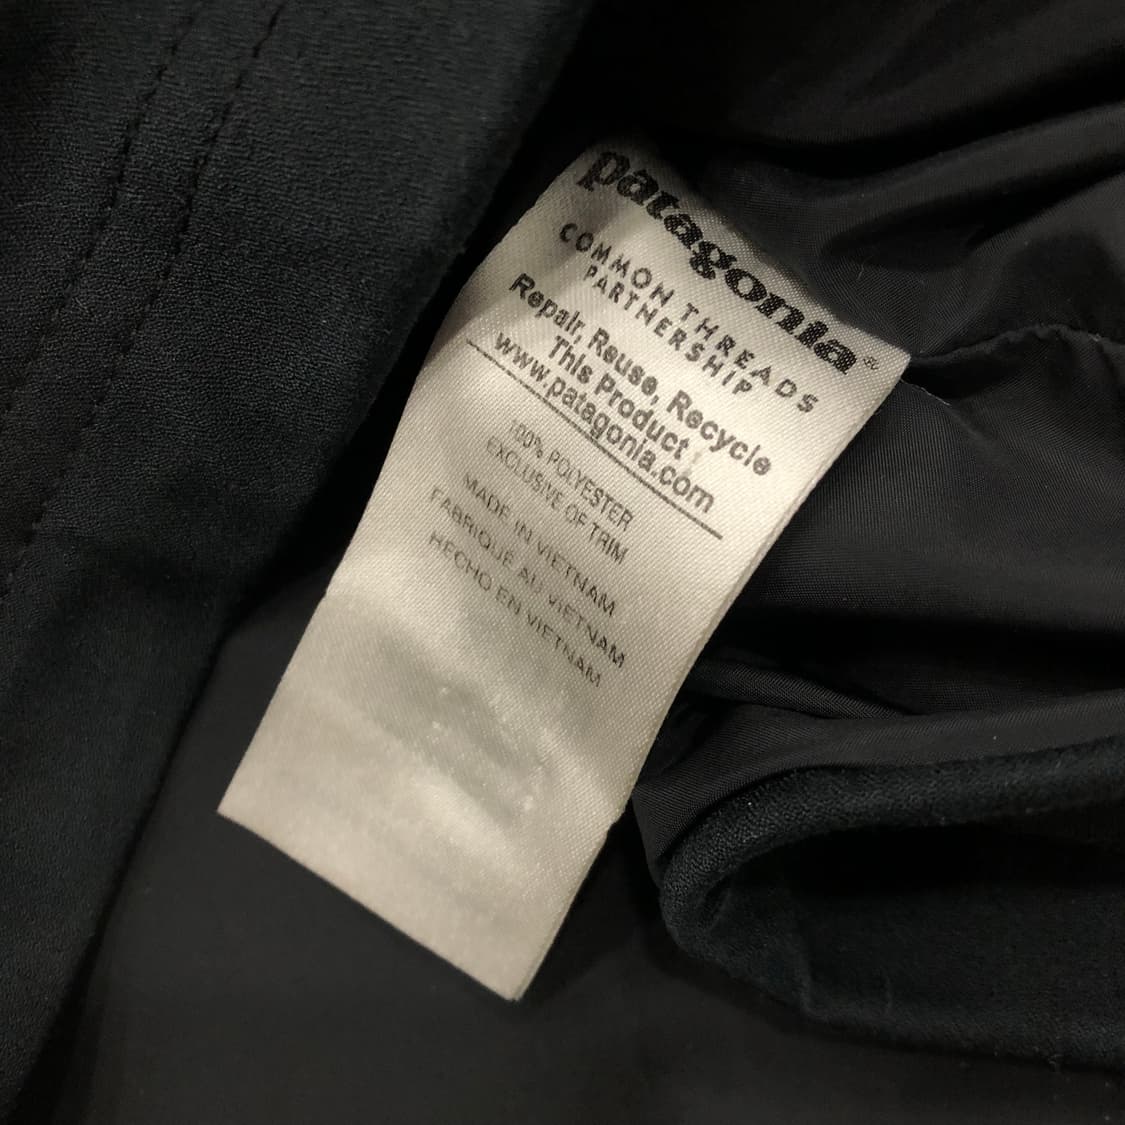 patagonia®
COMMON THREADS
PARTNERSHIP
Repair, Reuse, Recycle
This Product
www.patagonia.com
100% POLYESTER
EXCLUSIVE OF TRIM
MADE IN VIETNAM
FABRIQUÉ AU VIETNAM
HECHO EN VIETNAM